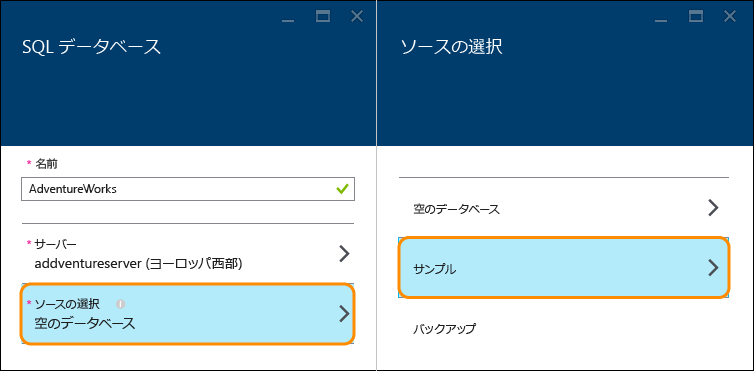 SQL データベース
* 名前
AdventureWorks
* サーバー
addventureserver (ヨーロッパ西部)
* ソースの選択
空のデータベース
ソースの選択
空のデータベース
サンプル
バックアップ